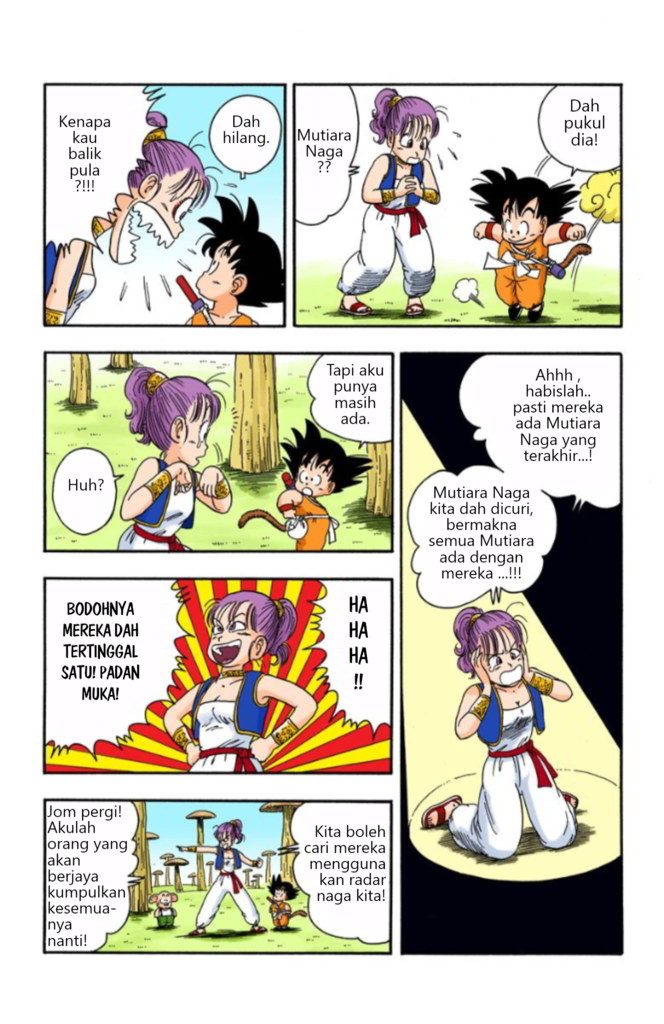 Dah
pukul
dia!
Mutiara
Naga
??
Dah
hilang.
Kenapa
kau
balik
pula
?!!!
Ahhh ,
habislah..
pasti mereka
ada Mutiara
Naga yang
terakhir...!
Mutiara Naga
kita dah dicuri,
bermakna
semua Mutiara
ada dengan
mereka ...!!!
Tapi aku
punya
masih
ada.
Huh?
HA
HA
HA
!!
BODOHNYA
MEREKA DAH
TERTINGGAL
SATU! PADAN
MUKA!
Kita boleh
cari mereka
mengguna
kan radar
naga kita!
Jom pergi!
Akulah
orang yang
akan
berjaya
kumpulkan
kesemua-
nya
nanti!